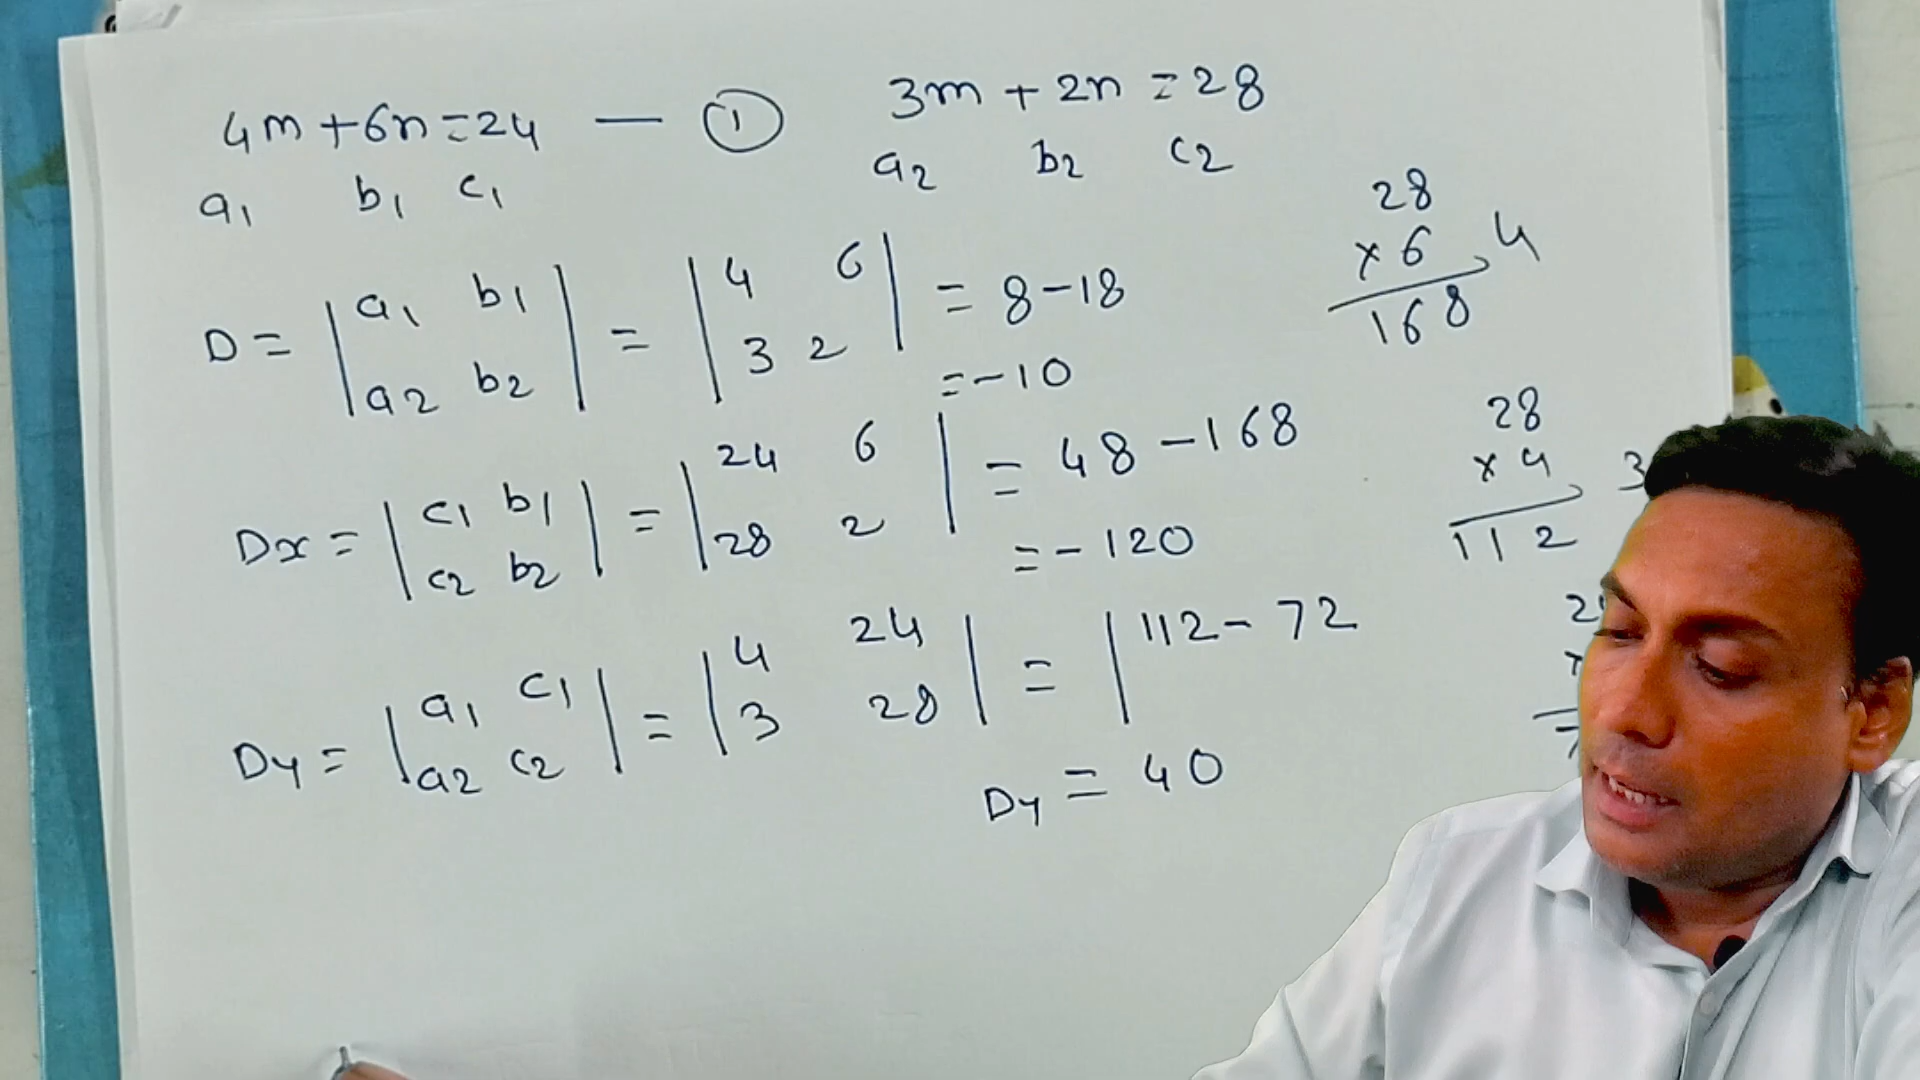 4m + 6n = 24 — ① 3m + 2n = 28
a1 b1 c1 a2 b2 c2
D = | a1 b1 | = | 4 6 | = 8 - 18
a2 b2 3 2
= - 10
Dx = | c1 b1 | = | 24 6 | = 48 - 168
c2 b2 28 2
= - 120
Dy = | a1 c1 | = | 4 24 | = | 112 - 72
a2 c2 3 28
Dy = 40
28
× 6 4
168
28
× 4 3
112